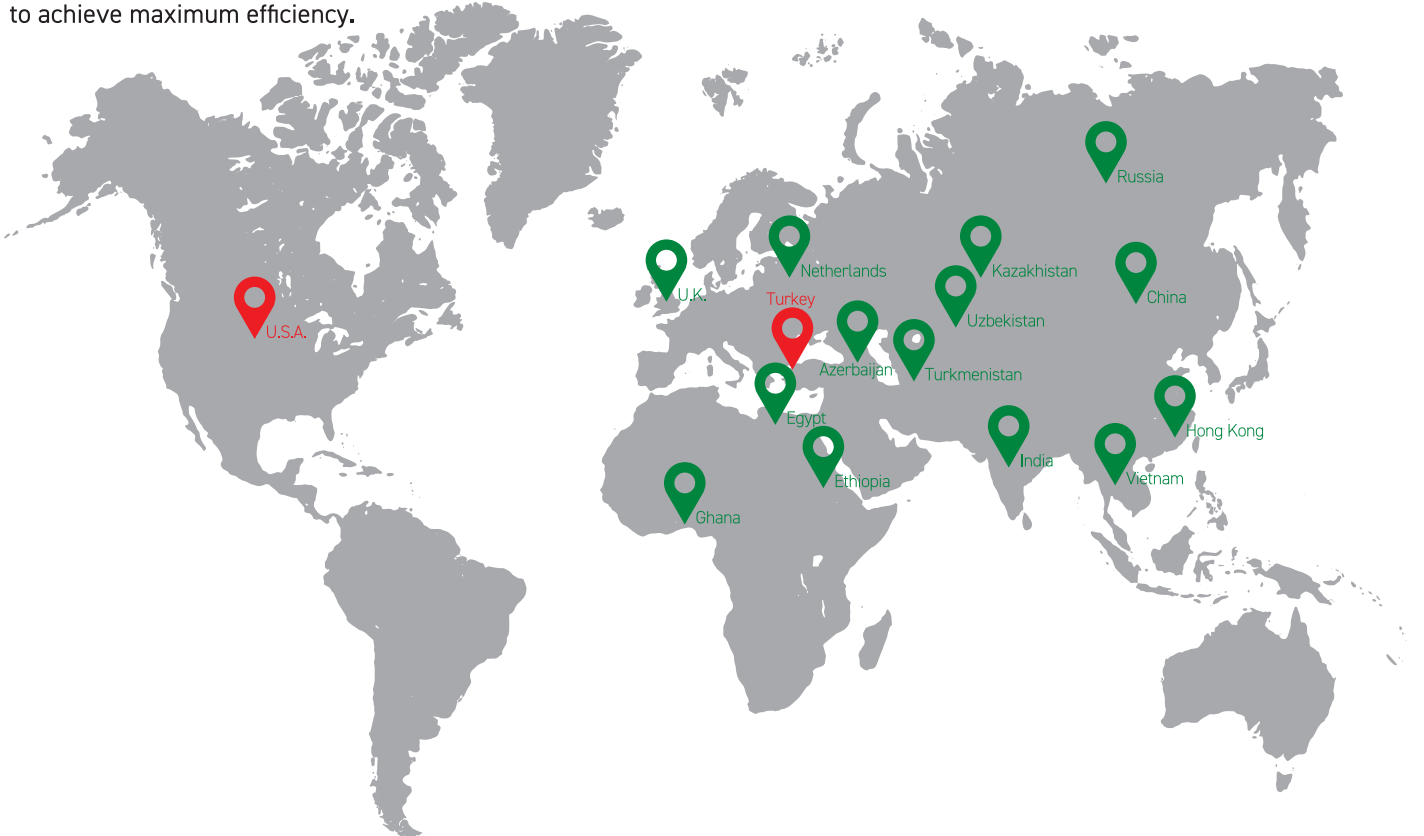 to achieve maximum efficiency.
Russia
Netherlands
Kazakhistan
U.K.
China
Turkey
Uzbekistan
U.S.A.
Azerbaijan
Turkmenistan
Egypt
Hong Kong
India
Vietnam
Ethiopia
Ghana